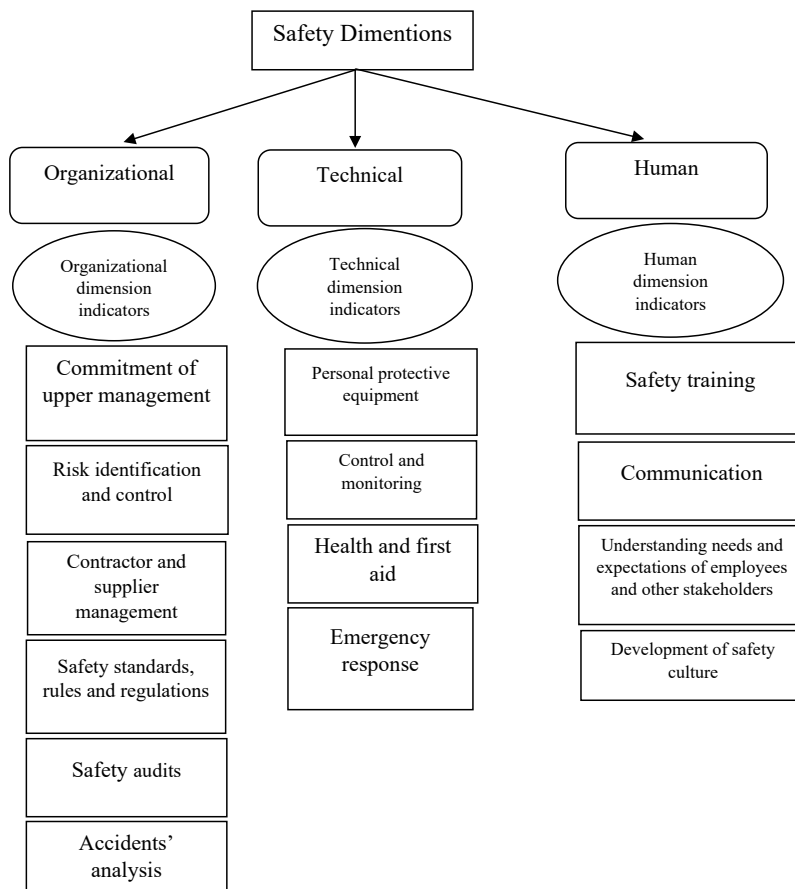 Safety Dimentions
Organizational
Technical
Human
Organizational
dimension
indicators
Technical
dimension
indicators
Human
dimension
indicators
Commitment of
upper management
Risk identification
and control
Contractor and
supplier
management
Safety standards,
rules and regulations
Safety audits
Accidents’
analysis
Personal protective
equipment
Control and
monitoring
Health and first
aid
Emergency
response
Safety training
Communication
Understanding needs and
expectations of employees
and other stakeholders
Development of safety
culture